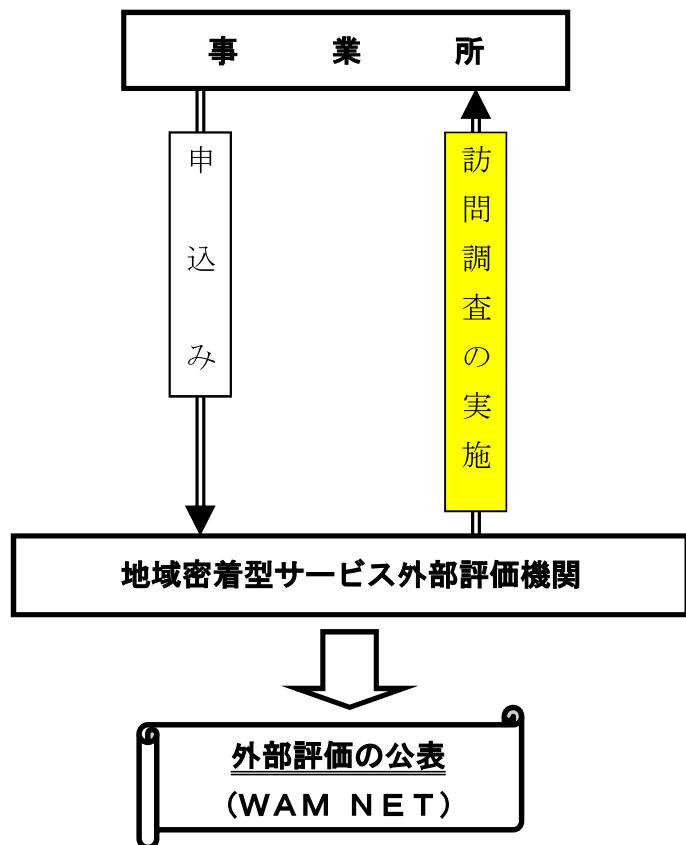 事業所
申込み
訪問調査の実施
地域密着型サービス外部評価機関
外部評価の公表
(WAM NET)